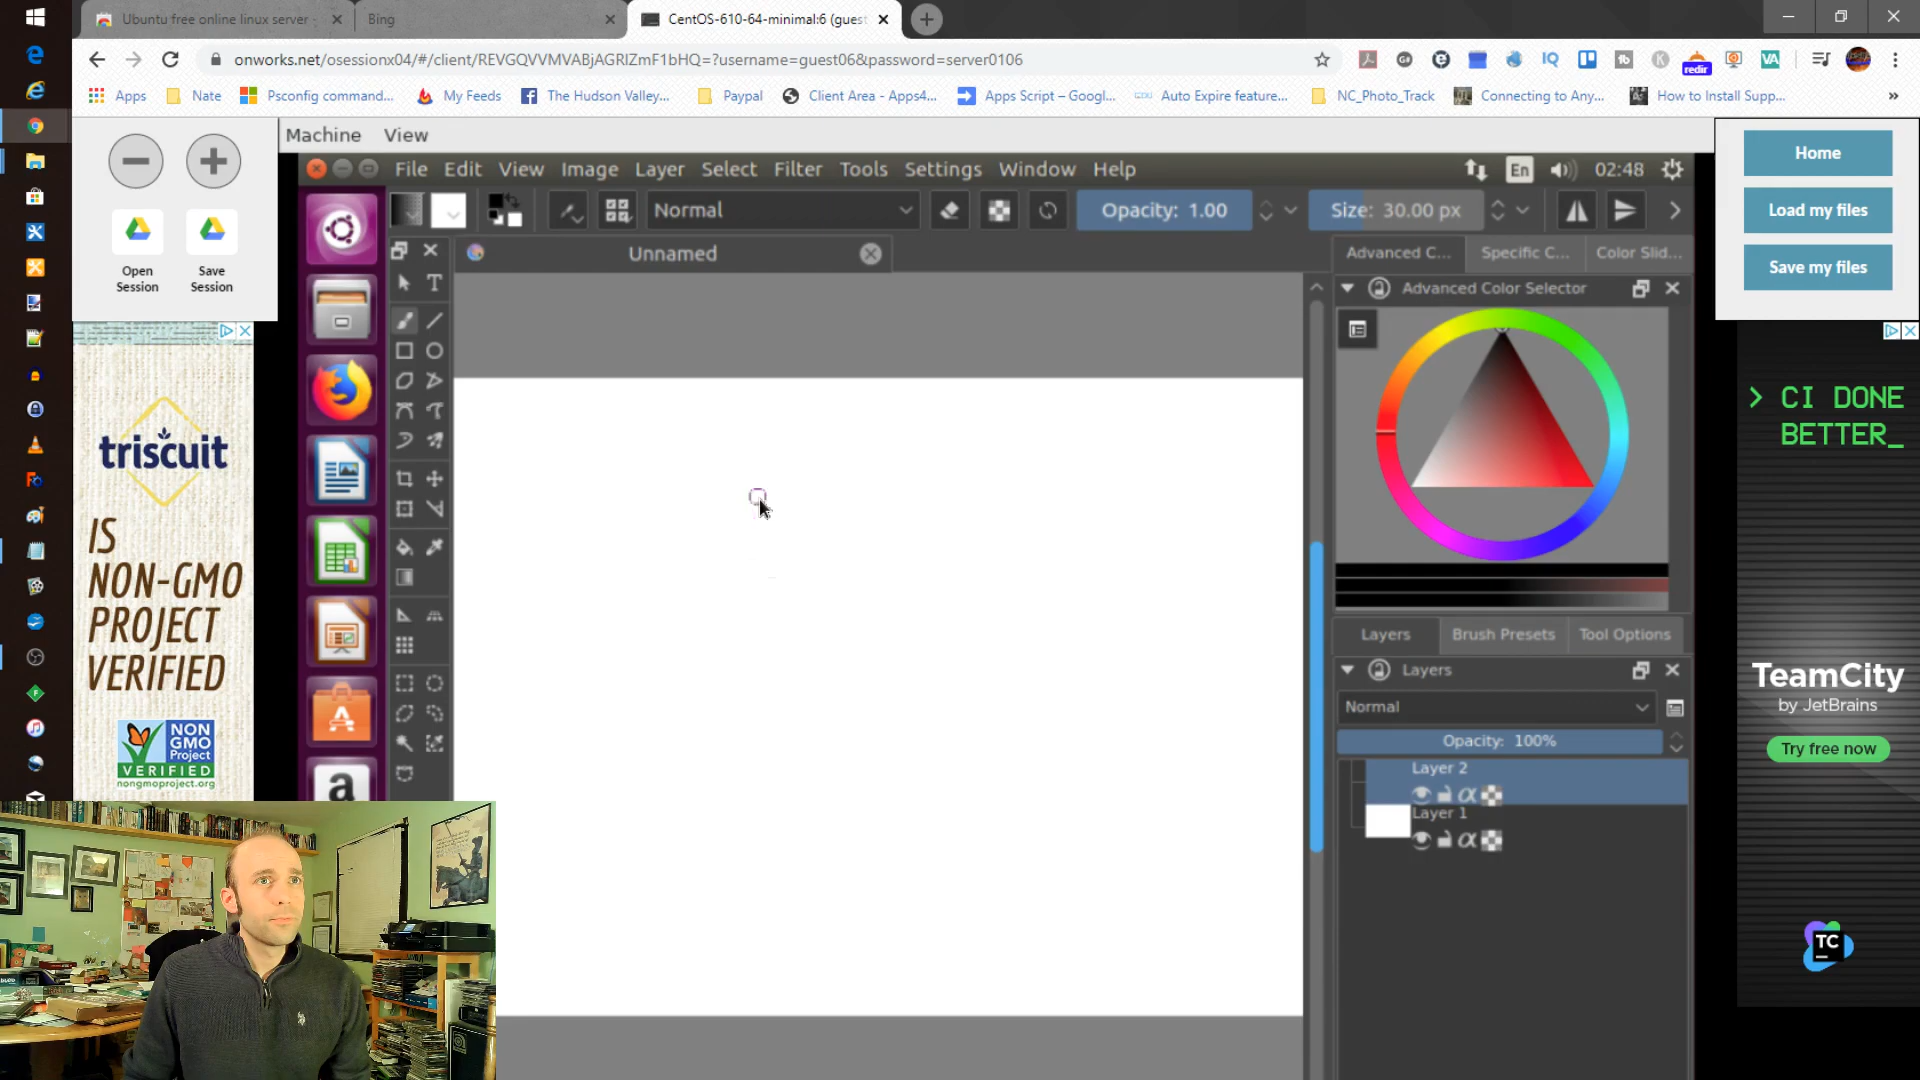 Ubuntu free online linux server
Bing
CentOS-610-64-minimal:6 (gues
onworks.net/osessionx04/#/client/REVGQVVMVABjAGRlZmF1bHQ=?username=guest06&password=server0106
redir
IQ
VA
Apps
Nate
Psconfig command...
My Feeds
The Hudson Valley...
Paypal
Client Area - Apps4...
Apps Script – Googl...
Auto Expire feature...
NC_Photo_Track
Connecting to Any...
How to Install Supp...
»
Machine View
Home
Load my files
Save my files
Open
Session
Save
Session
File Edit View Image Layer Select Filter Tools Settings Window Help
En
02:48
Normal
Opacity: 1.00
Size: 30.00 px
Unnamed
Advanced C...
Specific C...
Color Slid...
Advanced Color Selector
Layers
Brush Presets
Tool Options
Layers
Normal
Opacity: 100%
Layer 2
Layer 1
triscuit
IS
NON-GMO
PROJECT
VERIFIED
NON
GMO
Project
VERIFIED
nongmoproject.org
> CI DONE
BETTER_
TeamCity
by JetBrains
Try free now
TC